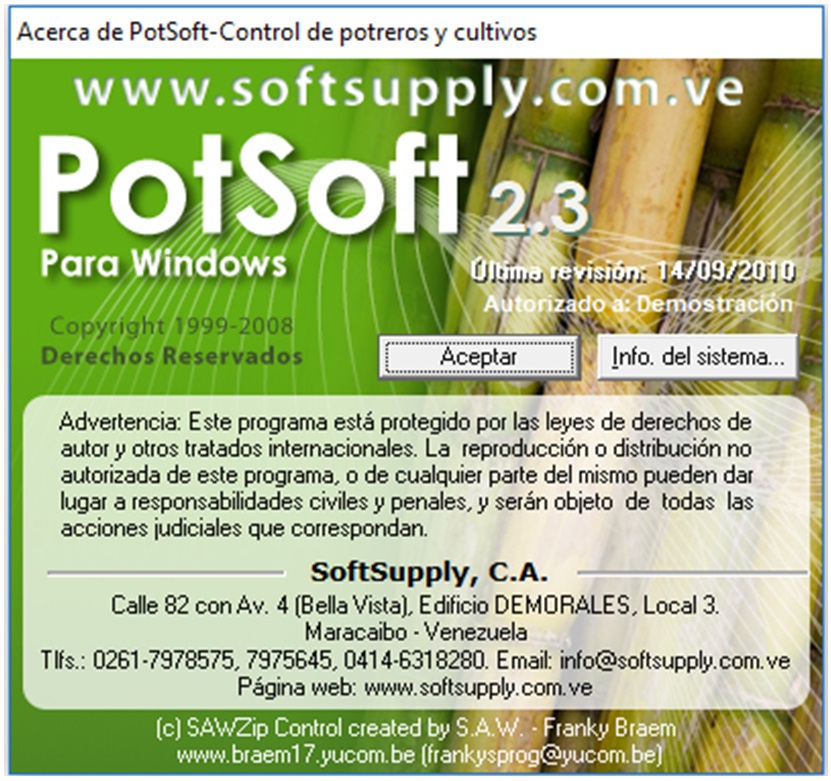 Acerca de PotSoft-Control de potreros y cultivos
www.softsupply.com.ve
PotSoft 2.3
Para Windows
Última revisión: 14/09/2010
Autorizado a: Demostración
Copyright 1999-2008
Derechos Reservados
Aceptar
Info. del sistema...
Advertencia: Este programa está protegido por las leyes de derechos de
autor y otros tratados internacionales. La reproducción o distribución no
autorizada de este programa, o de cualquier parte del mismo pueden dar
lugar a responsabilidades civiles y penales, y serán objeto de todas las
acciones judiciales que correspondan.
SoftSupply, C.A.
Calle 82 con Av. 4 (Bella Vista), Edificio DEMORALES, Local 3.
Maracaibo - Venezuela
Tlfs.: 0261-7978575, 7975645, 0414-6318280. Email: info@softsupply.com.ve
Página web: www.softsupply.com.ve
(c) SAWZip Control created by S.A.W. - Franky Braem
www.braem17.yucom.be (frankysprog@yucom.be)